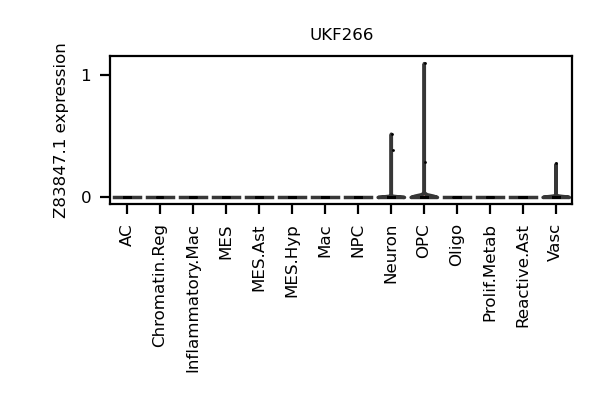 UKF266
Z83847.1 expression
1
0
AC
Chromatin.Reg
Inflammatory.Mac
MES
MES.Ast
MES.Hyp
Mac
NPC
Neuron
OPC
Oligo
Prolif.Metab
Reactive.Ast
Vasc